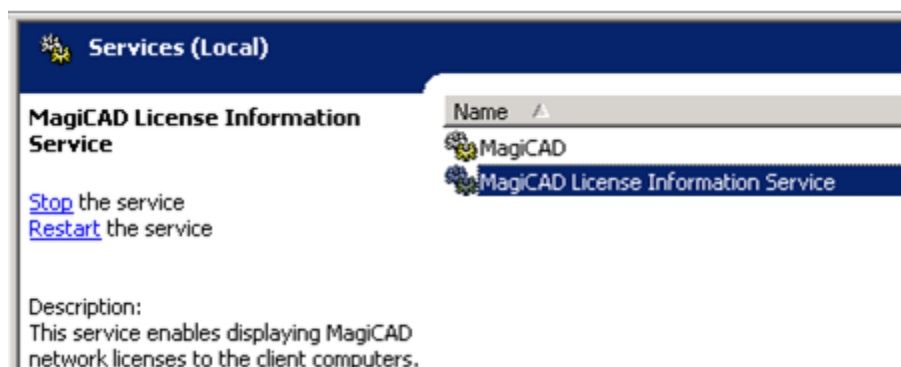 Services (Local)
MagiCAD License Information
Service
Stop the service
Restart the service
Description:
This service enables displaying MagiCAD
network licenses to the client computers.
Name
MagiCAD
MagiCAD License Information Service